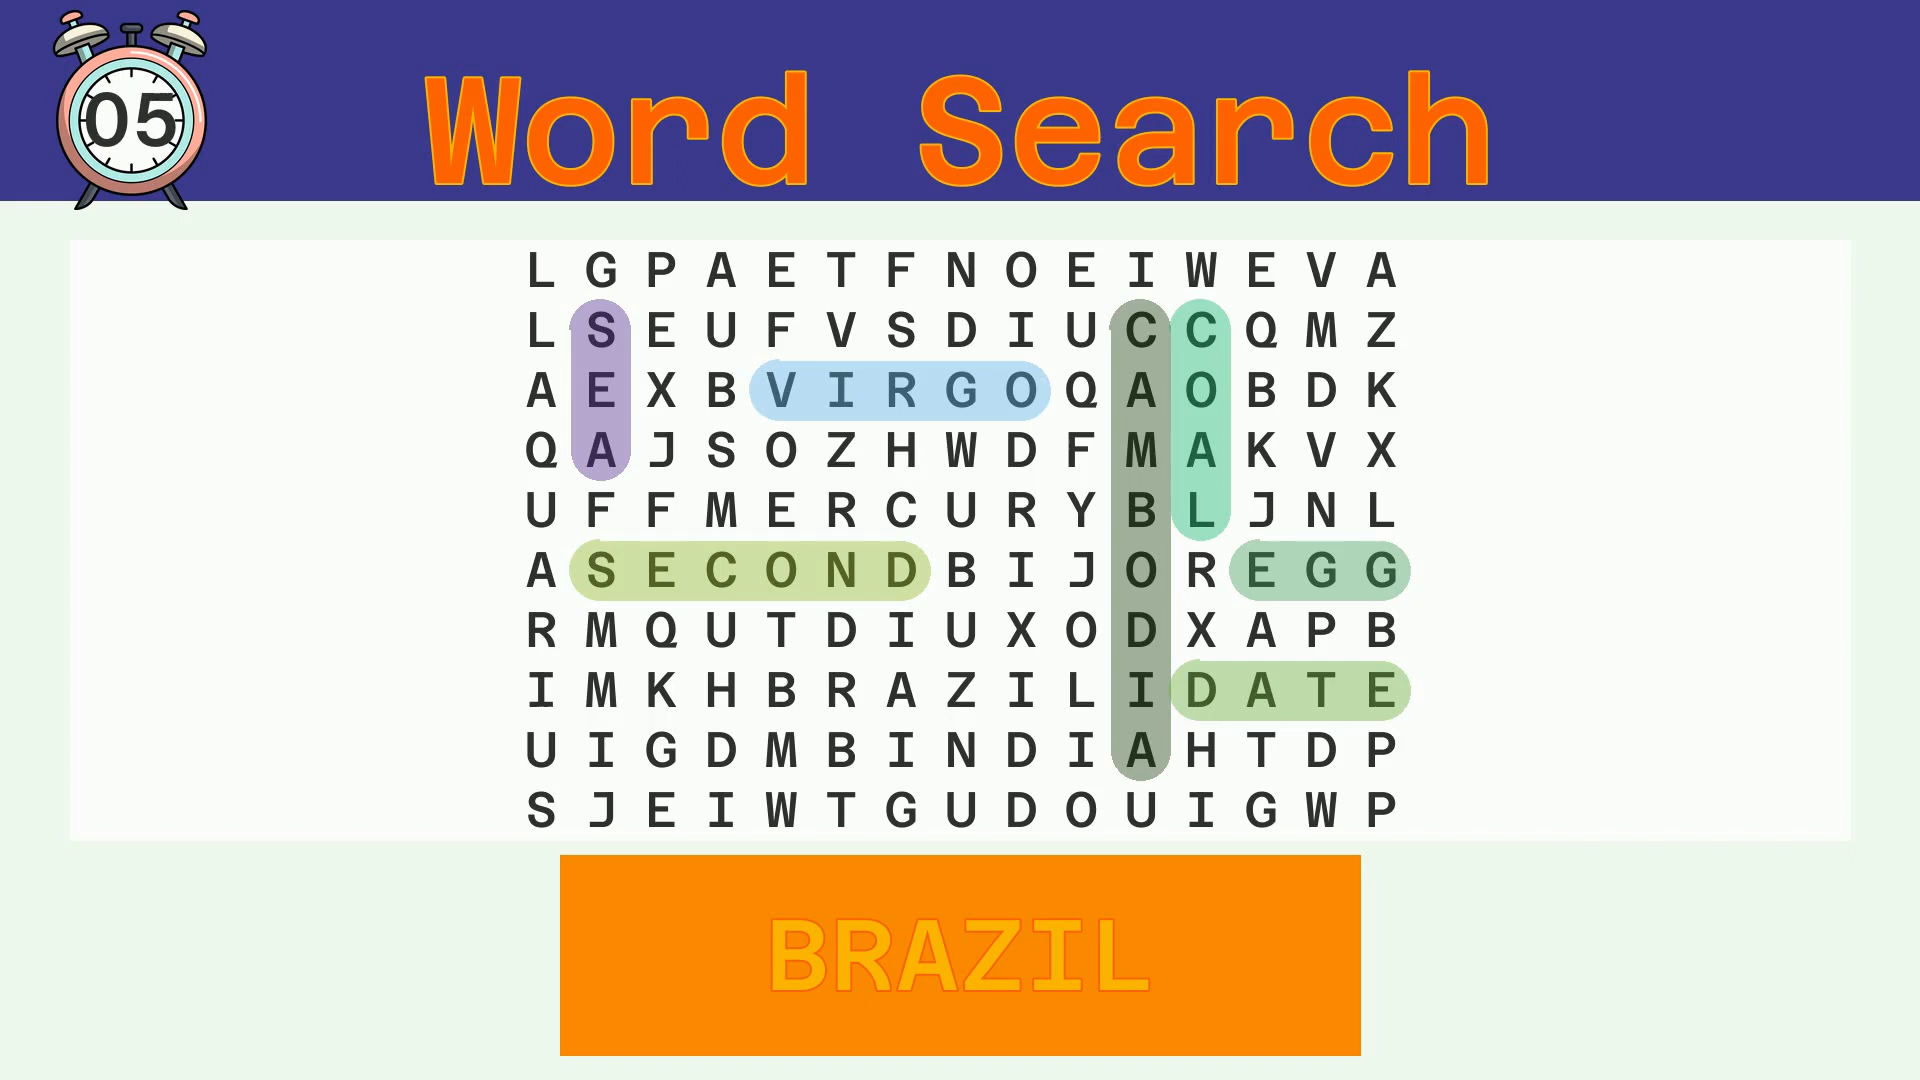 05
Word Search
L G P A E T F N O E I W E V A
L S E U F V S D I U C C Q M Z
A E X B V I R G O Q A O B D K
Q A J S O Z H W D F M A K V X
U F F M E R C U R Y B L J N L
A S E C O N D B I J O R E G G
R M Q U T D I U X O D X A P B
I M K H B R A Z I L I D A T E
U I G D M B I N D I A H T D P
S J E I W T G U D O U I G W P
BRAZIL